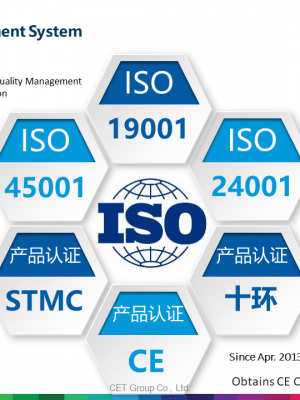 ment System
uality Management
on
ISO
19001
ISO
45001
ISO
24001
ISO
产品认证
STMC
产品认证
十环
产品认证
CE
Since Apr. 2013
Obtains CE C
CET Group Co., Ltd